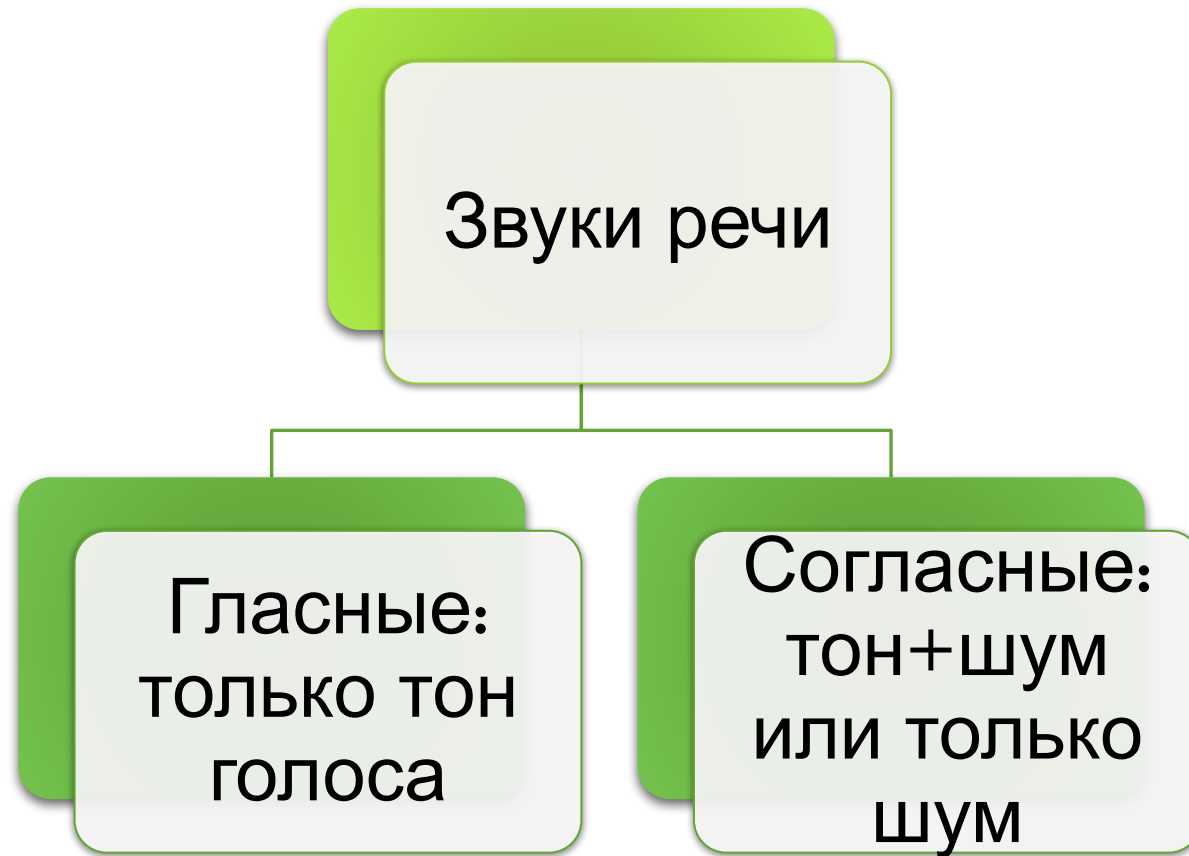 Звуки речи
Гласные:
только тон
голоса
Согласные:
тон+шум
или только
шум